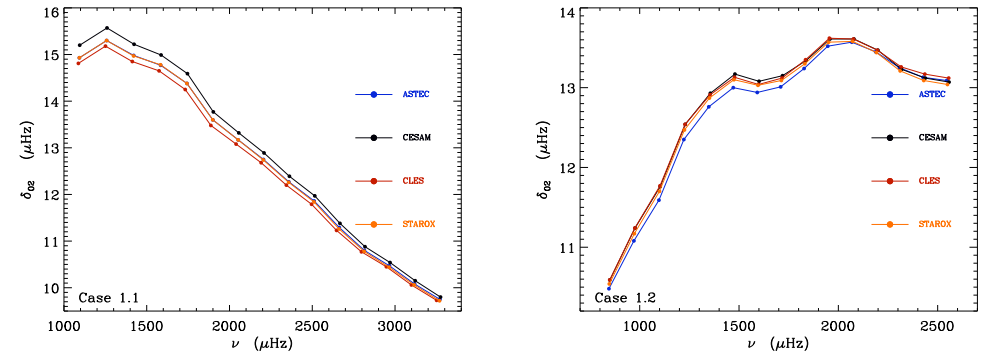 16
15
14
13
12
11
10
δ₀₂ (μHz)
ASTEC
CESAM
CLES
STAROX
Case 1.1
1000 1500 2000 2500 3000
ν (μHz)
14
13
12
11
δ₀₂ (μHz)
ASTEC
CESAM
CLES
STAROX
Case 1.2
1000 1500 2000 2500
ν (μHz)